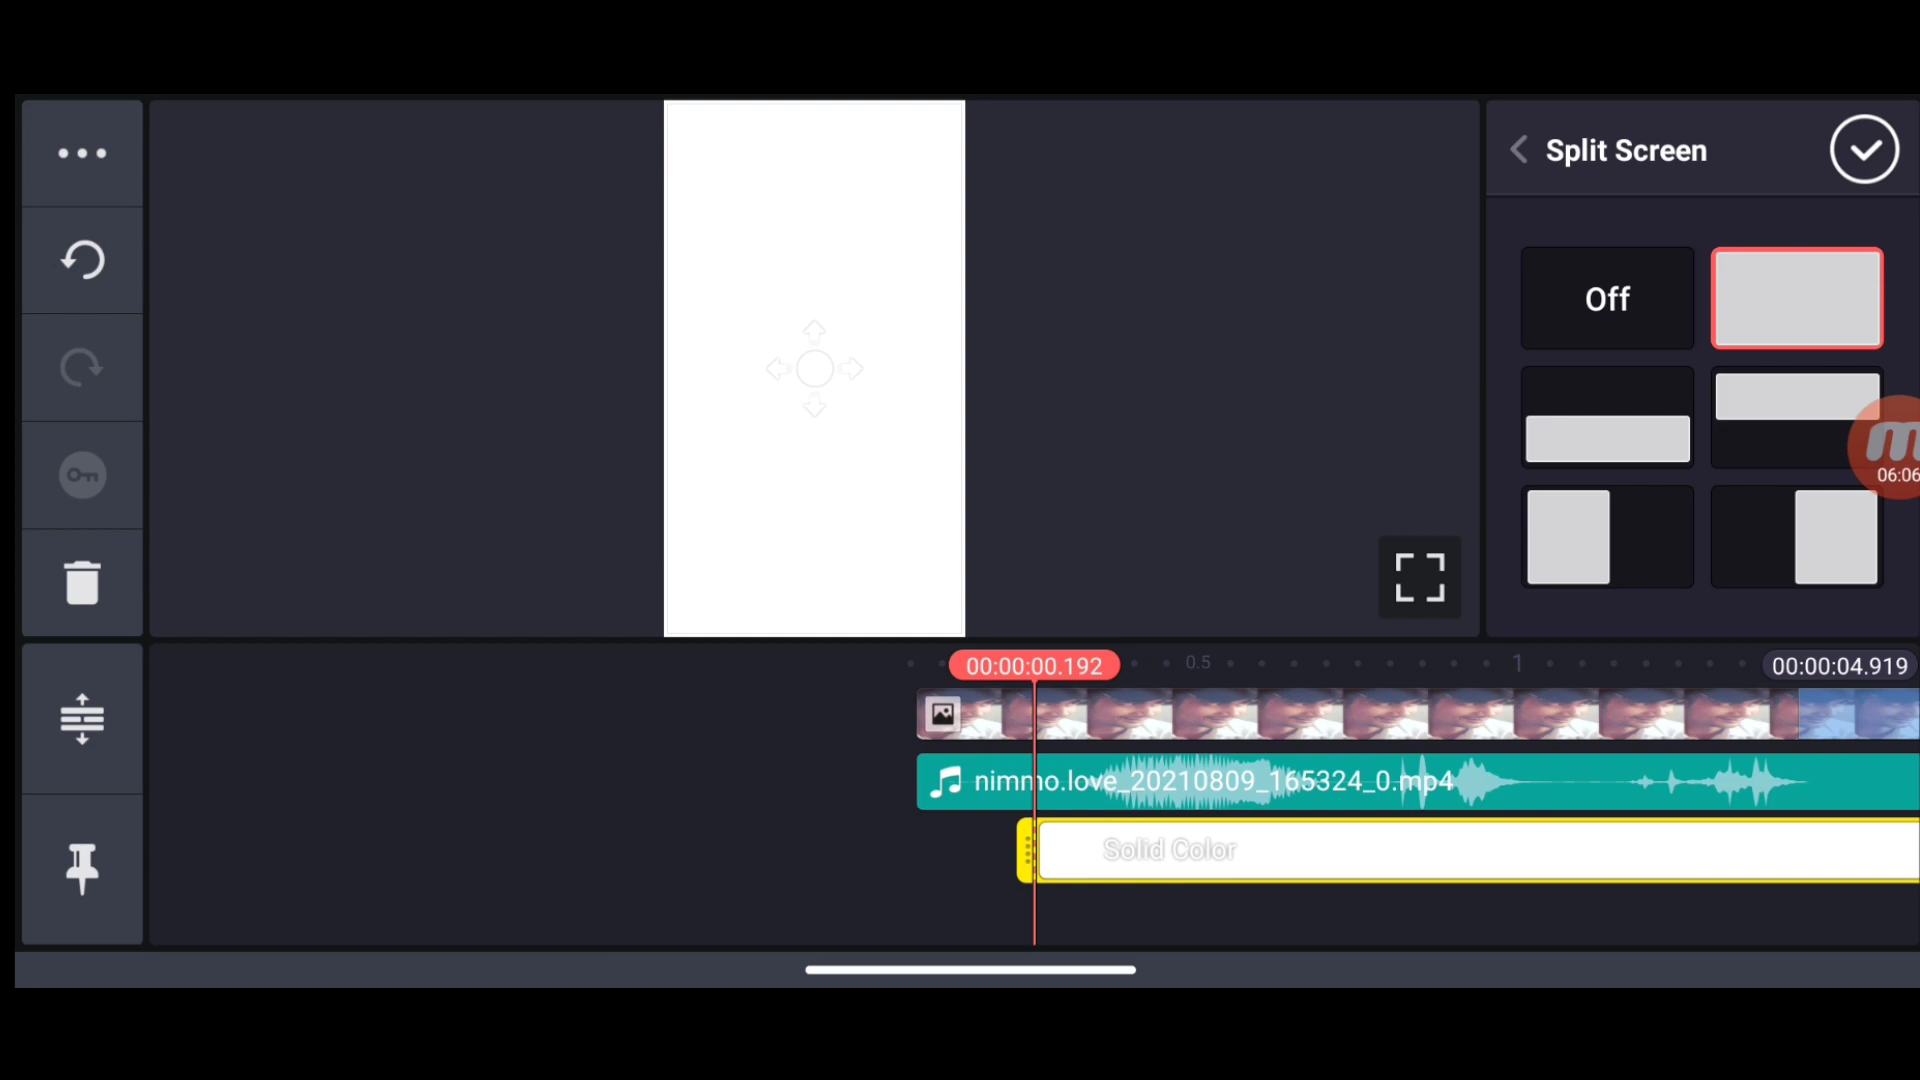 Split Screen
Off
m
06:06
00:00:00.192
0.5
1
00:00:04.919
nimmo.love_20210809_165324_0.mp4
Solid Color